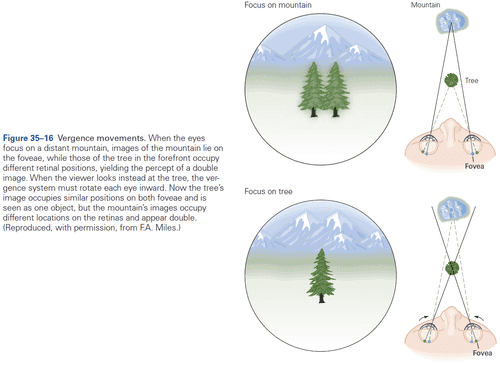 Focus on mountain
Mountain
Tree
Fovea
Figure 35–16 Vergence movements. When the eyes
focus on a distant mountain, images of the mountain lie on
the foveae, while those of the tree in the forefront occupy
different retinal positions, yielding the percept of a double
image. When the viewer looks instead at the tree, the ver-
gence system must rotate each eye inward. Now the tree's
image occupies similar positions on both foveae and is
seen as one object, but the mountain's images occupy
different locations on the retinas and appear double.
(Reproduced, with permission, from F.A. Miles.)
Focus on tree
Fovea